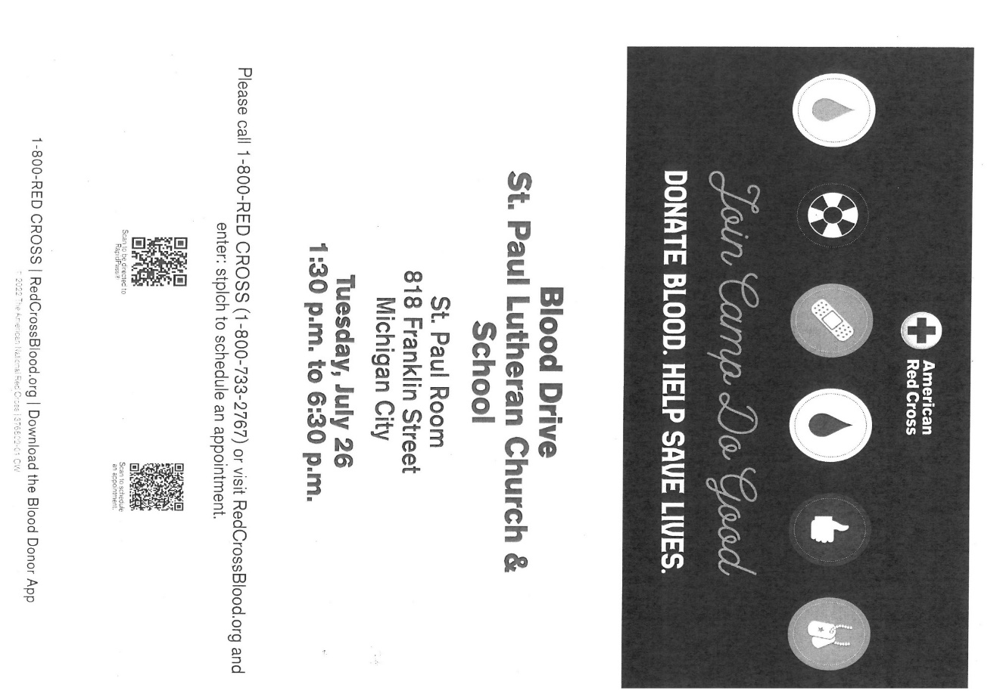 American
Red Cross
Join Camp Do Good
DONATE BLOOD. HELP SAVE LIVES.
Blood Drive
St. Paul Lutheran Church &
School
St. Paul Room
818 Franklin Street
Michigan City
Tuesday, July 26
1:30 p.m. to 6:30 p.m.
Please call 1-800-RED CROSS (1-800-733-2767) or visit RedCrossBlood.org and
enter: stplch to schedule an appointment.
Scan to be directed to
RapidPass®
Scan to schedule
an appointment.
1-800-RED CROSS | RedCrossBlood.org | Download the Blood Donor App
2022 The American National Red Cross |